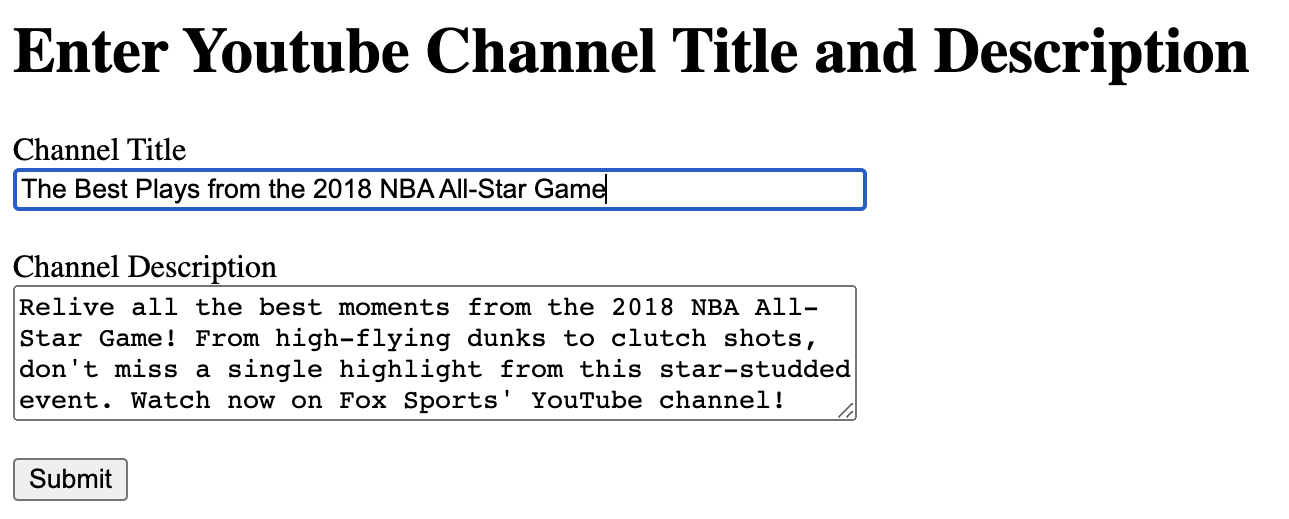 Enter Youtube Channel Title and Description
Channel Title
The Best Plays from the 2018 NBA All-Star Game
Channel Description
Relive all the best moments from the 2018 NBA All-
Star Game! From high-flying dunks to clutch shots,
don't miss a single highlight from this star-studded
event. Watch now on Fox Sports' YouTube channel!
Submit